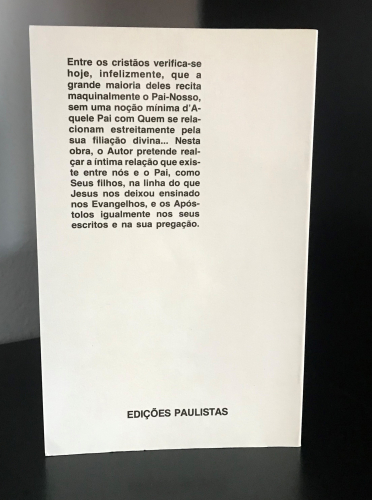 Entre os cristãos verifica-se
hoje, infelizmente, que a
grande maioria deles recita
maquinalmente o Pai-Nosso,
sem uma noção mínima d'A-
quele Pai com Quem se re-
lacionam estreitamente pela
sua filiação divina... Nesta
obra, o Autor pretende real-
çar a íntima relação que exis-
te entre nós e o Pai, como
Seus filhos, na linha do que
Jesus nos deixou ensinado
nos Evangelhos, e os Após-
tolos igualmente nos seus
escritos e na sua pregação.
EDIÇÕES PAULISTAS